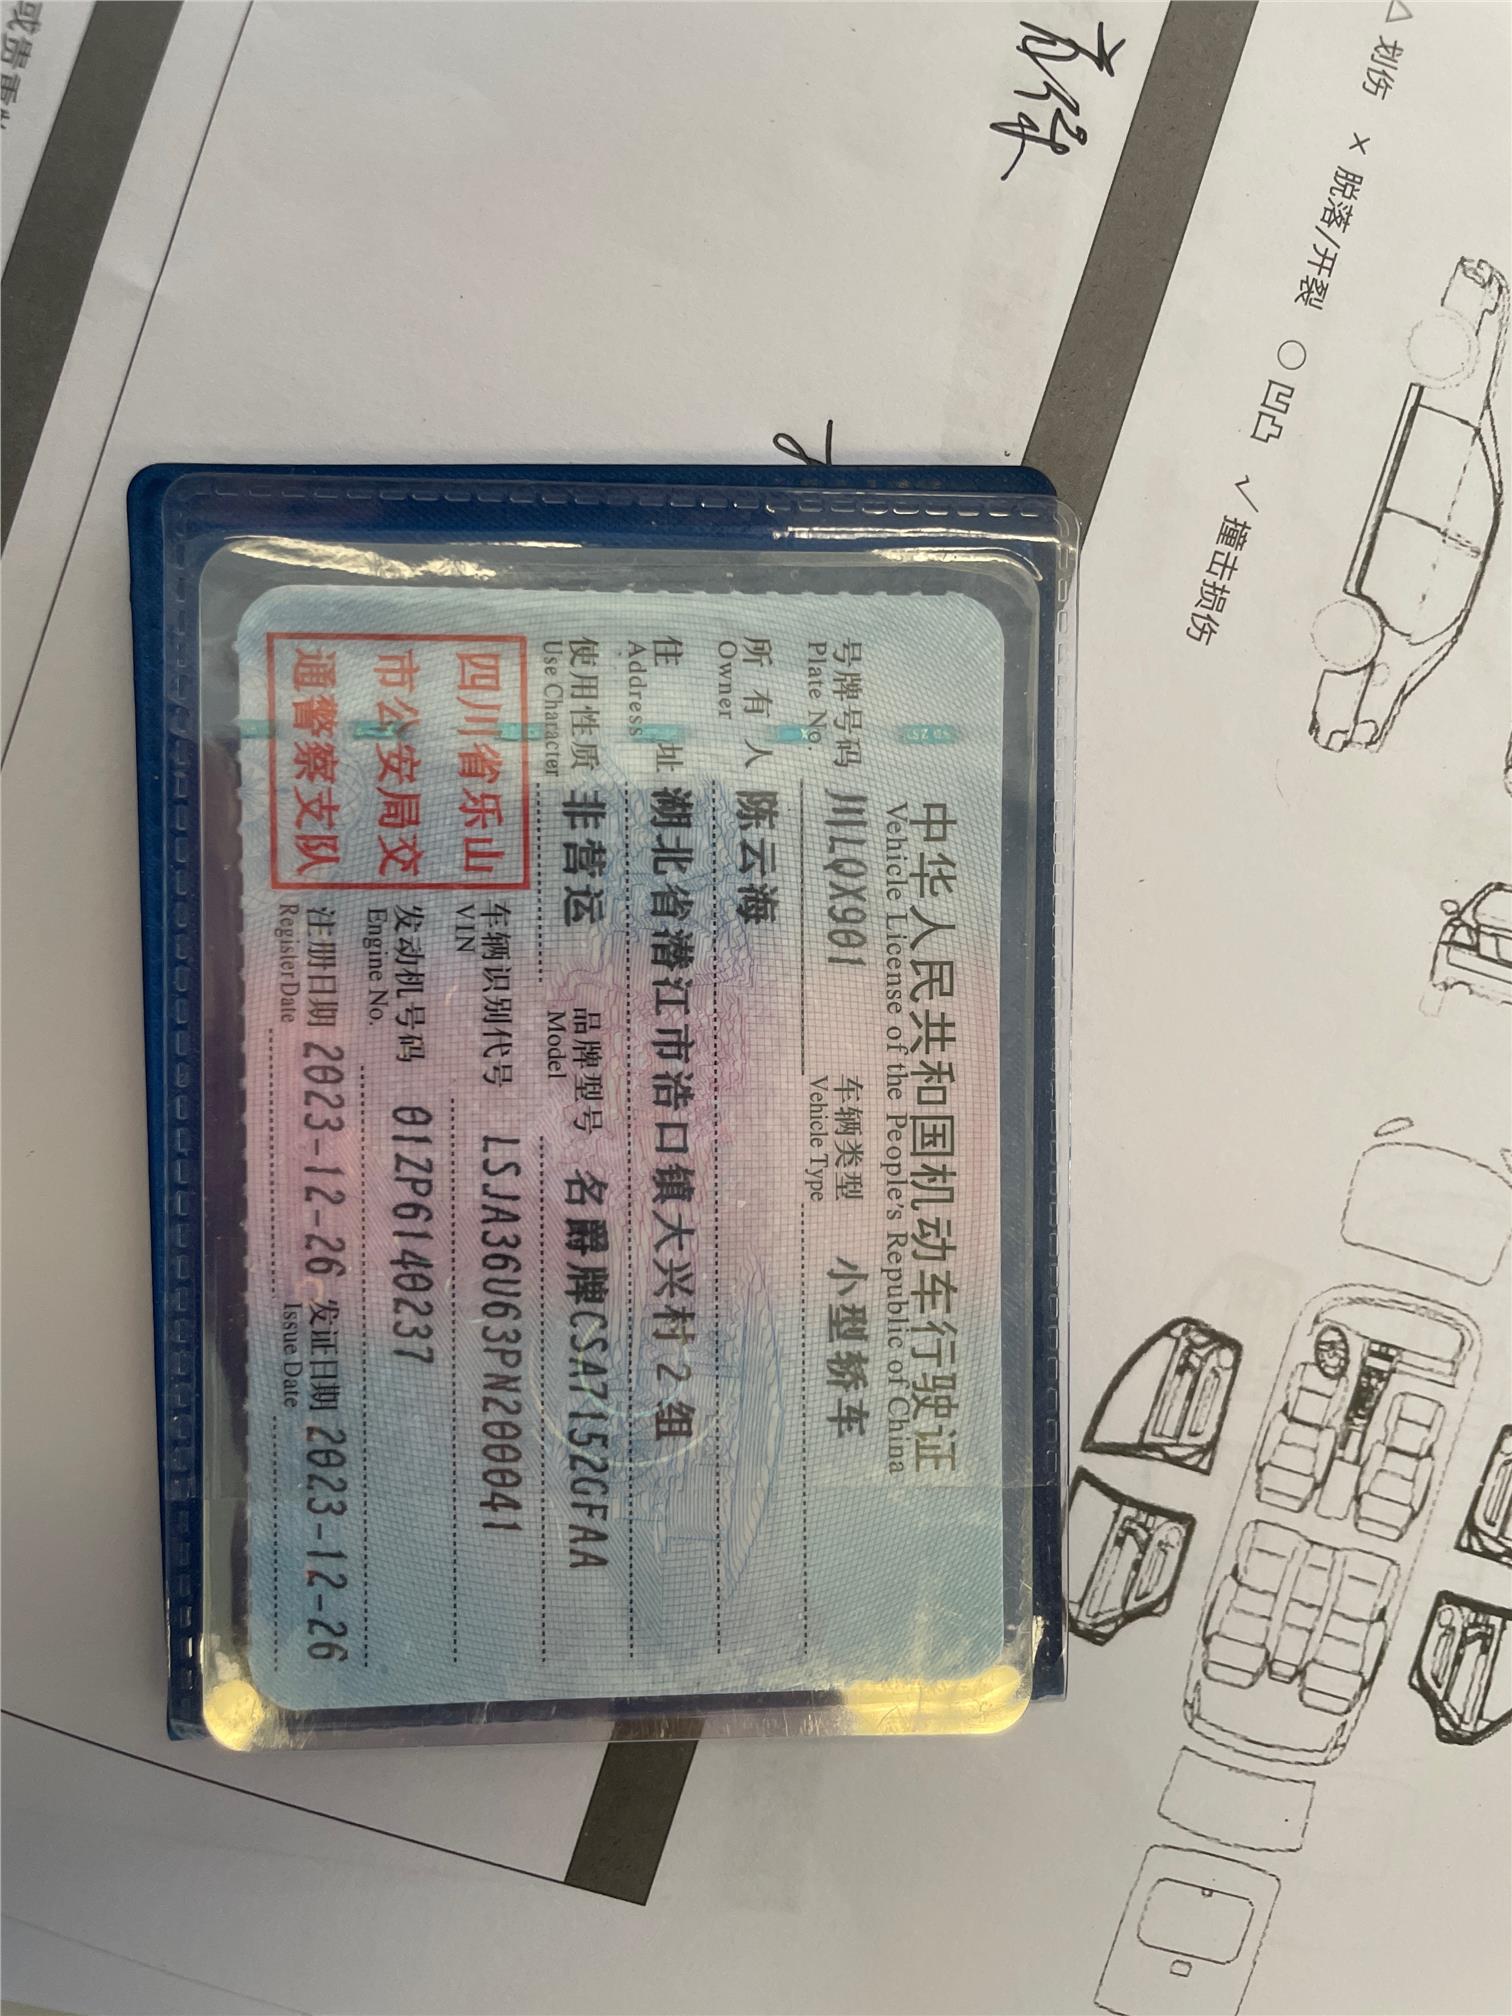 中华人民共和国机动车行驶证
Vehicle License of the People's Republic of China
号牌号码 川LQX901 车辆类型 小型轿车
Plate No. Vehicle Type
所有人 陈云海
Owner
住址 湖北省潜江市浩口镇大兴村2组
Address
使用性质 非营运 品牌型号 名爵牌CSA7152GFAA
Use Character Model
四川省乐山
市公安局交
通警察支队
车辆识别代号 LSJA36U63PN200041
VIN
发动机号码 01ZP6140237
Engine No.
注册日期 2023-12-26 发证日期 2023-12-26
Register Date Issue Date
△ 划伤 × 脱落/开裂 ○ 凹凸 √ 撞击损伤